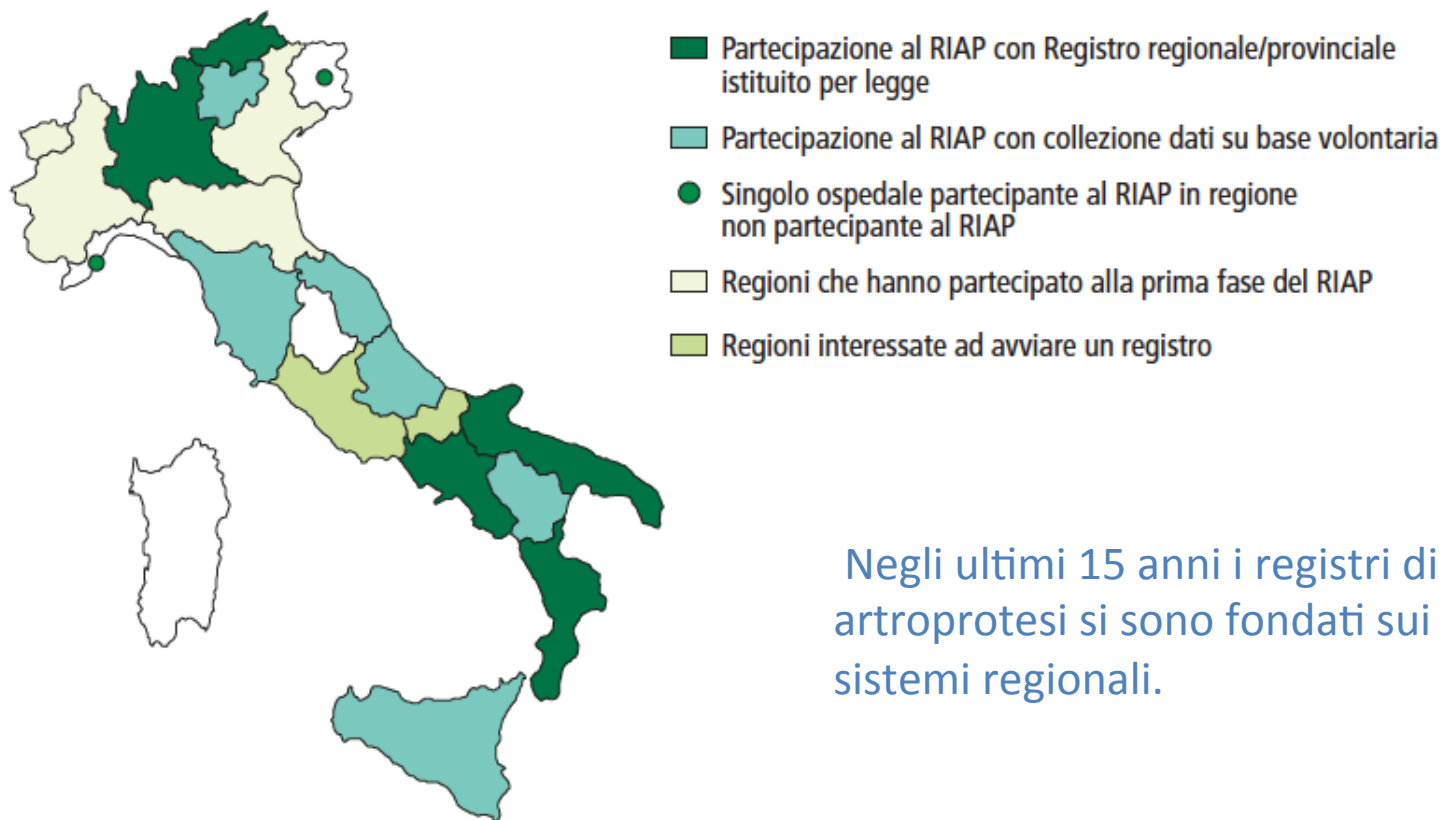 Partecipazione al RIAP con Registro regionale/provinciale
istituito per legge
Partecipazione al RIAP con collezione dati su base volontaria
Singolo ospedale partecipante al RIAP in regione
non partecipante al RIAP
Regioni che hanno partecipato alla prima fase del RIAP
Regioni interessate ad avviare un registro
Negli ultimi 15 anni i registri di
artroprotesi si sono fondati sui
sistemi regionali.